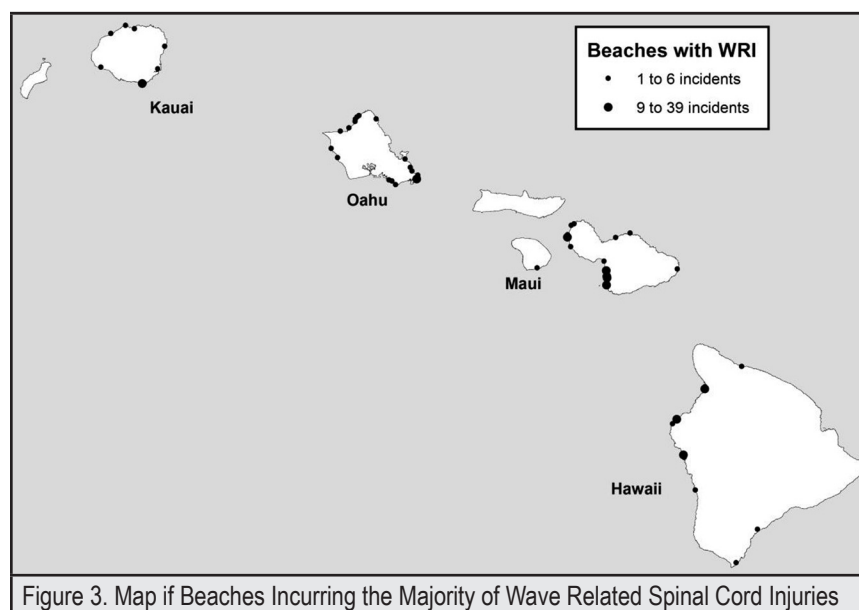 Beaches with WRI
1 to 6 incidents
9 to 39 incidents
Kauai
Oahu
Maui
Hawaii
Figure 3. Map if Beaches Incurring the Majority of Wave Related Spinal Cord Injuries